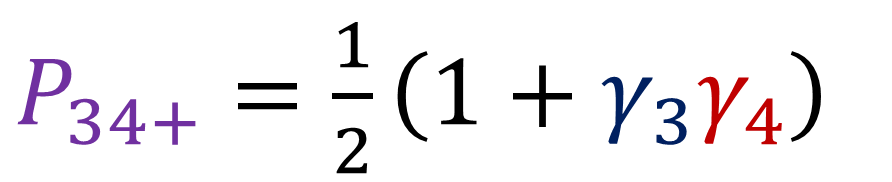 P₃₄₊ = ½(1 + γ₃γ₄)